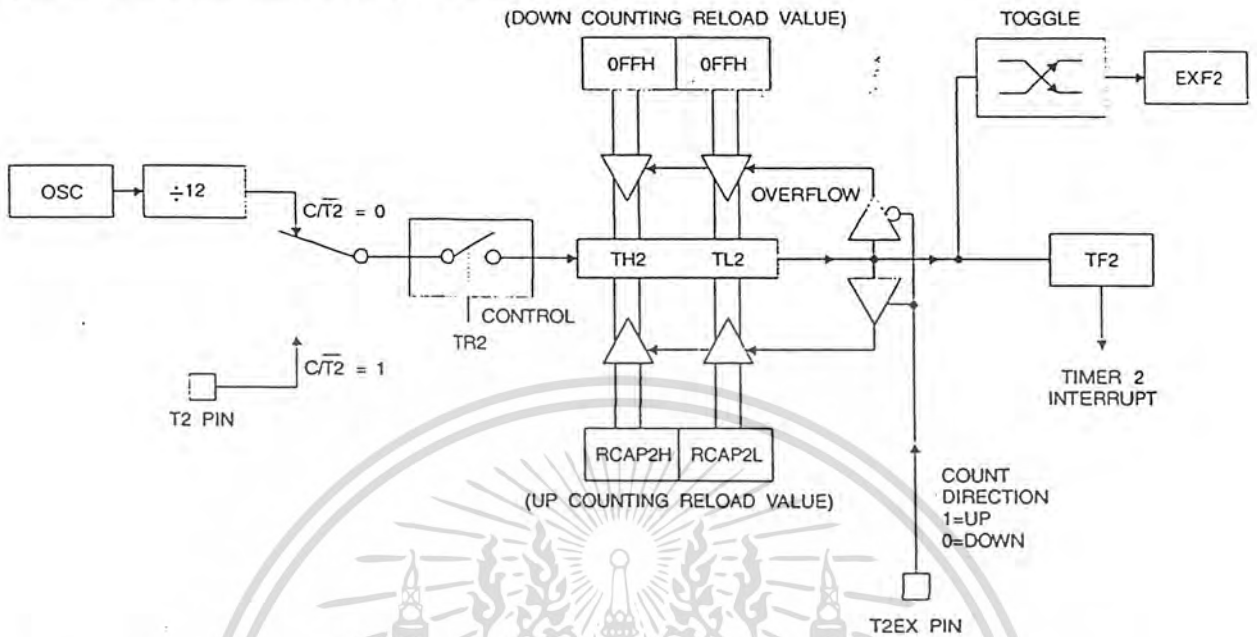 (DOWN COUNTING RELOAD VALUE)
TOGGLE
0FFH 0FFH
EXF2
OSC
÷12
C/T2 = 0
OVERFLOW
TH2 TL2
TF2
CONTROL
TR2
C/T2 = 1
T2 PIN
TIMER 2
INTERRUPT
RCAP2H RCAP2L
(UP COUNTING RELOAD VALUE)
COUNT
DIRECTION
1=UP
0=DOWN
T2EX PIN